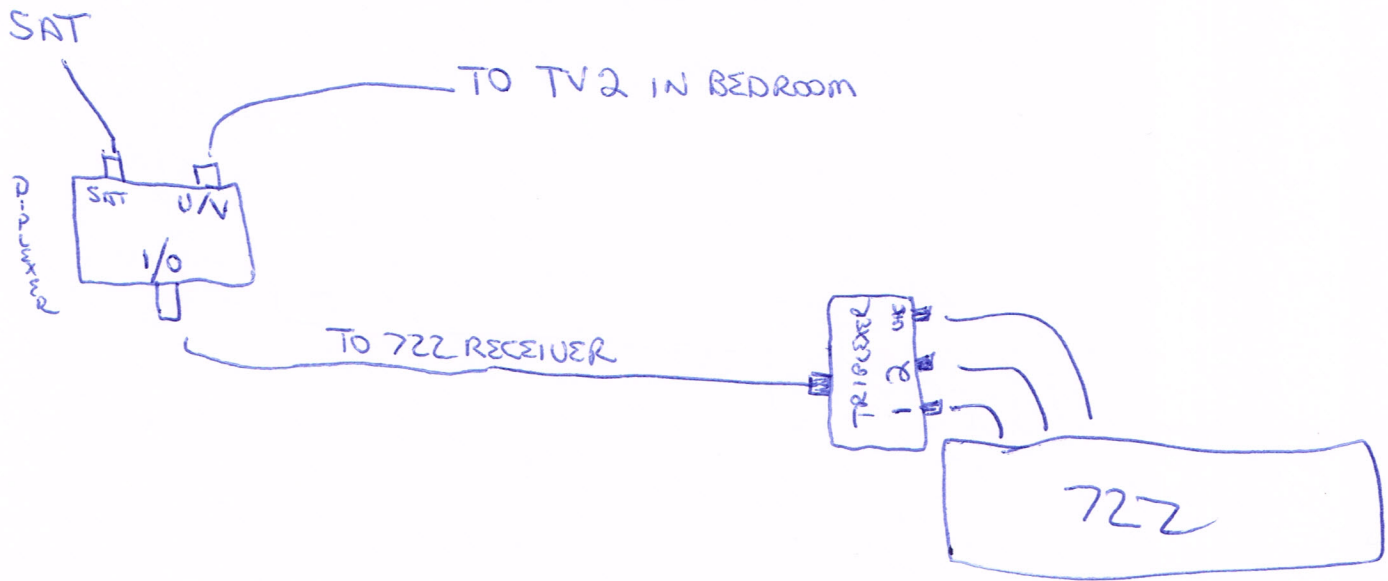 SAT
TO TV2 IN BEDROOM
SAT
U/V
I/O
DIPLEXER
TO 722 RECEIVER
TRIPLEXER
1
2
722